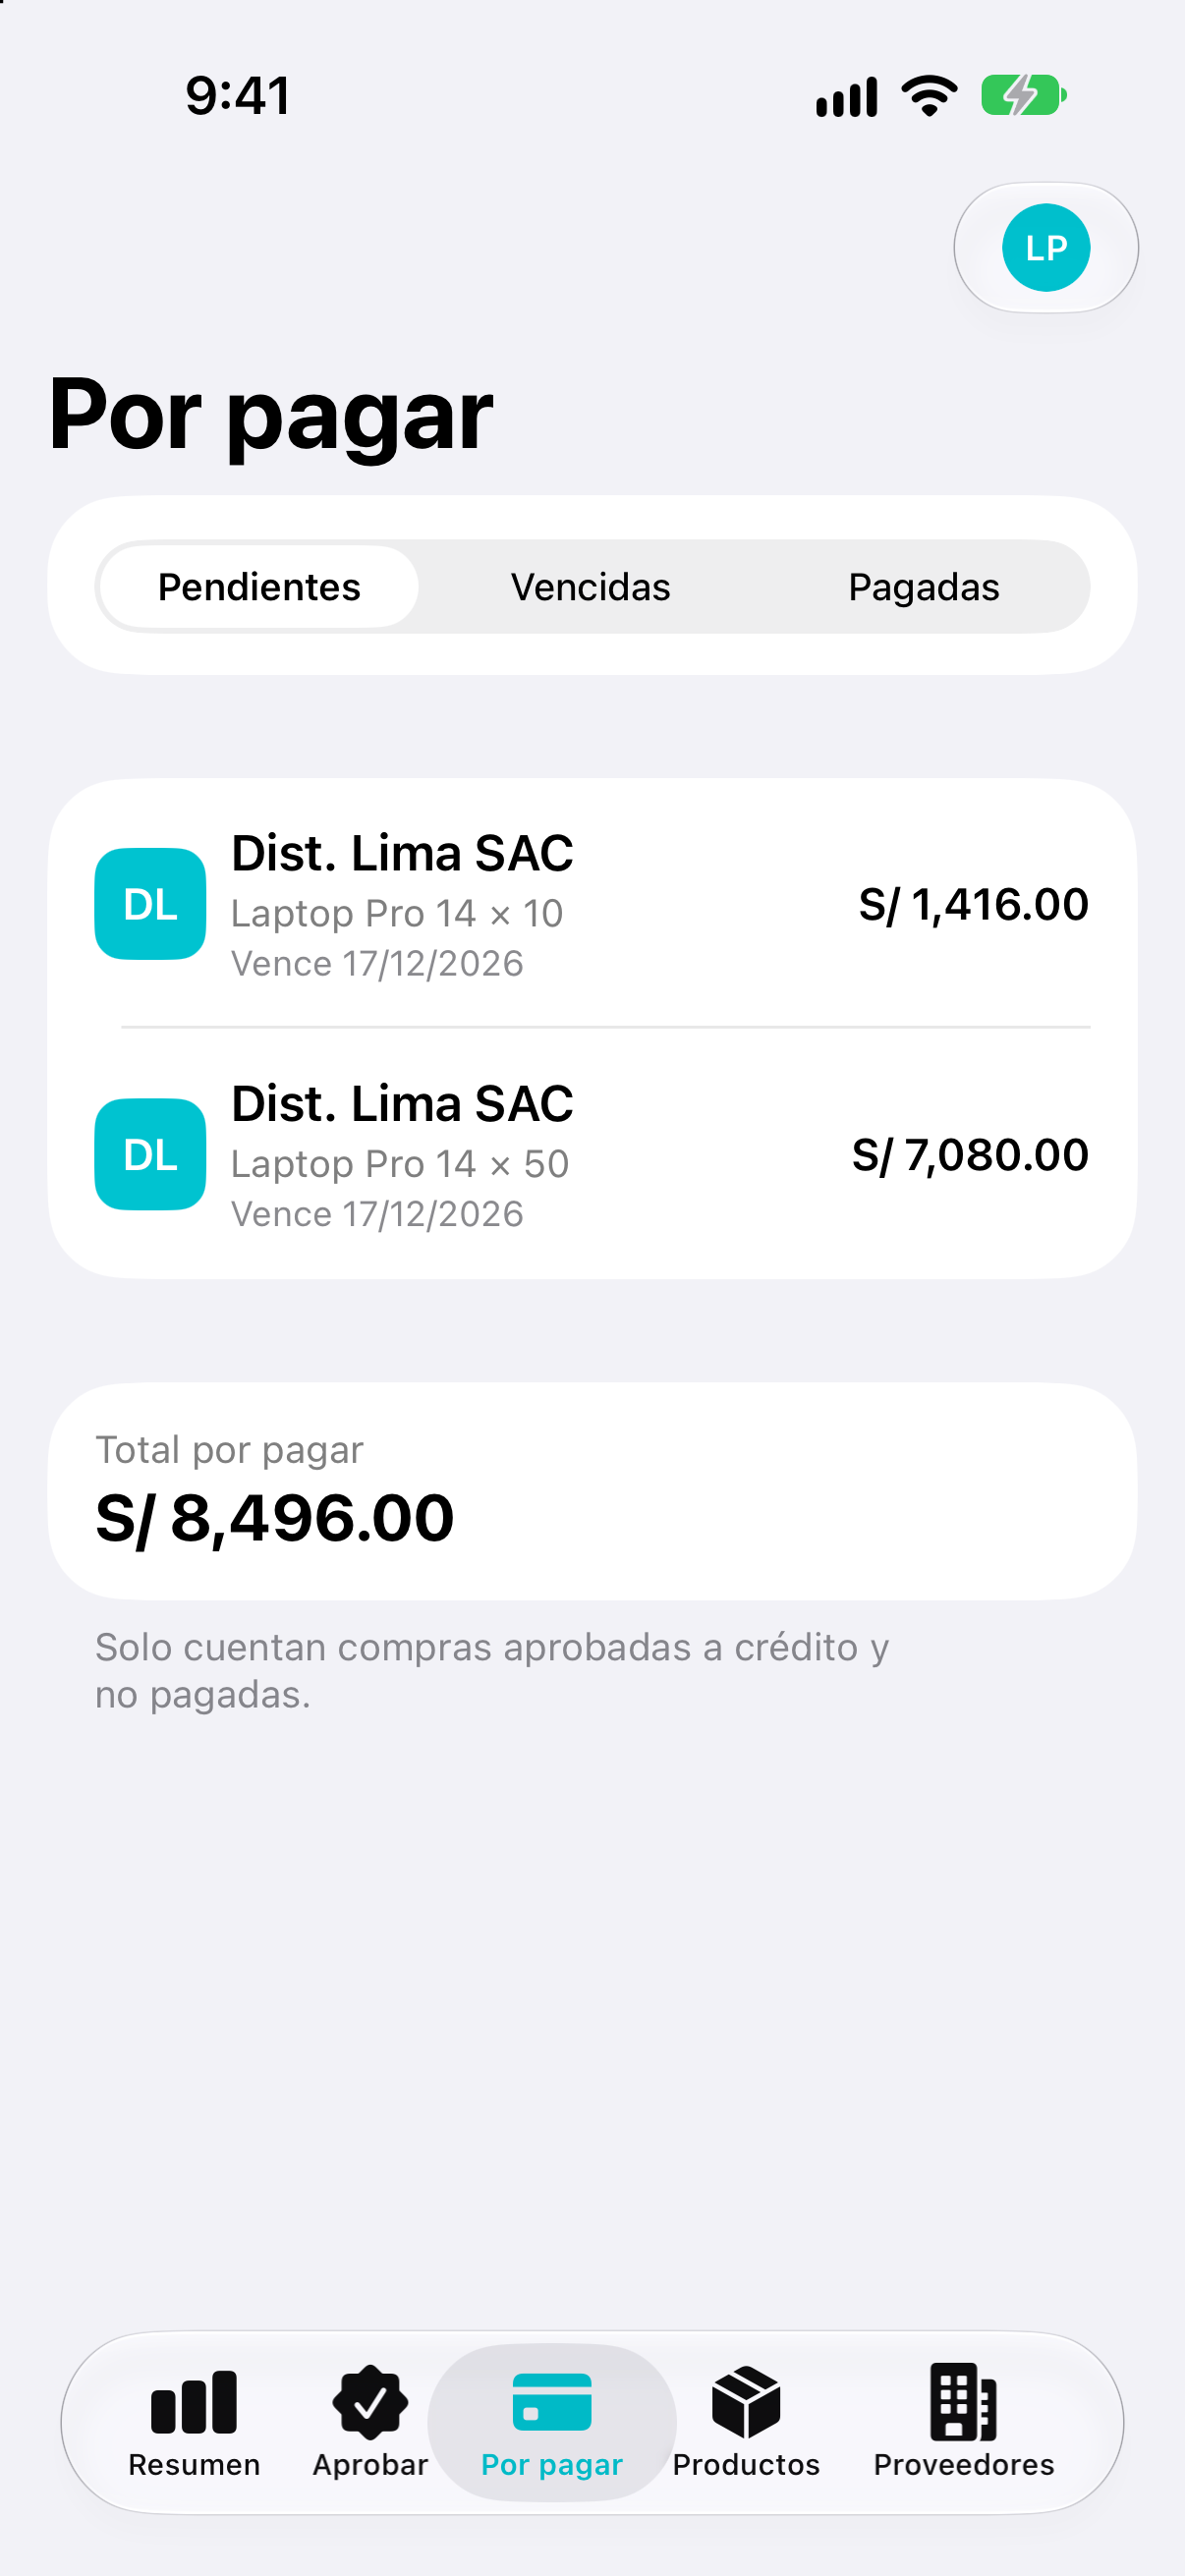 9:41
LP
Por pagar
Pendientes Vencidas Pagadas
DL
Dist. Lima SAC
Laptop Pro 14 × 10
Vence 17/12/2026
S/ 1,416.00
DL
Dist. Lima SAC
Laptop Pro 14 × 50
Vence 17/12/2026
S/ 7,080.00
Total por pagar
S/ 8,496.00
Solo cuentan compras aprobadas a crédito y
no pagadas.
Resumen Aprobar Por pagar Productos Proveedores